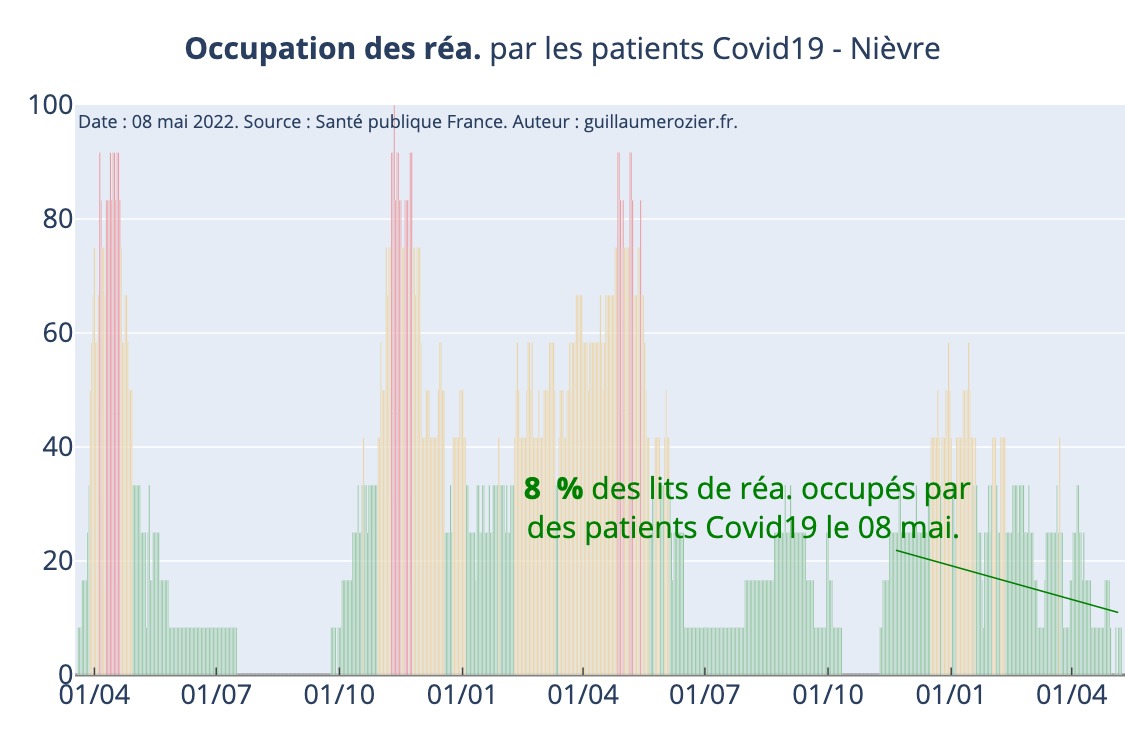 Occupation des réa. par les patients Covid19 - Nièvre
100
Date : 08 mai 2022. Source : Santé publique France. Auteur : guillaumerozier.fr.
80
60
40
8 % des lits de réa. occupés par
des patients Covid19 le 08 mai.
20
0
01/04 01/07 01/10 01/01 01/04 01/07 01/10 01/01 01/04